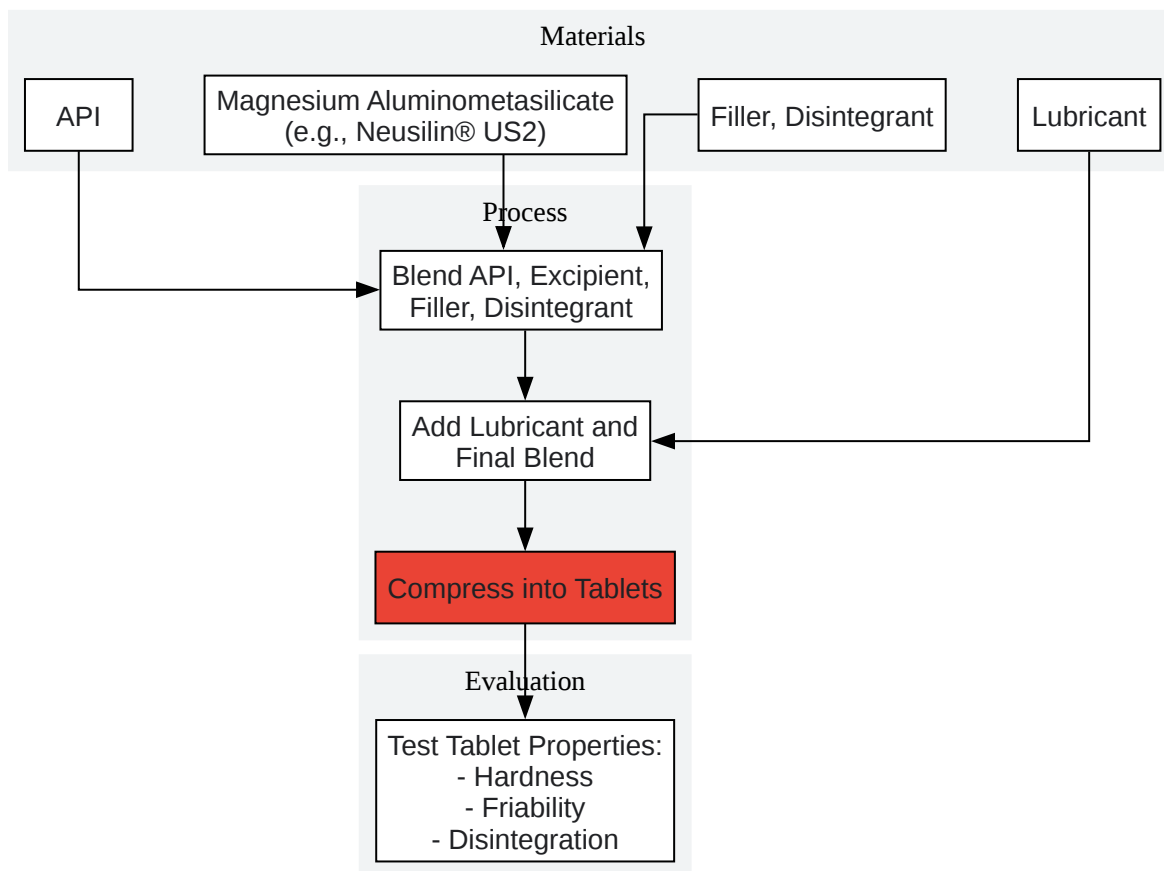 Materials
API
Magnesium Aluminometasilicate
(e.g., Neusilin® US2)
Filler, Disintegrant
Lubricant
Process
Blend API, Excipient,
Filler, Disintegrant
Add Lubricant and
Final Blend
Compress into Tablets
Evaluation
Test Tablet Properties:
- Hardness
- Friability
- Disintegration